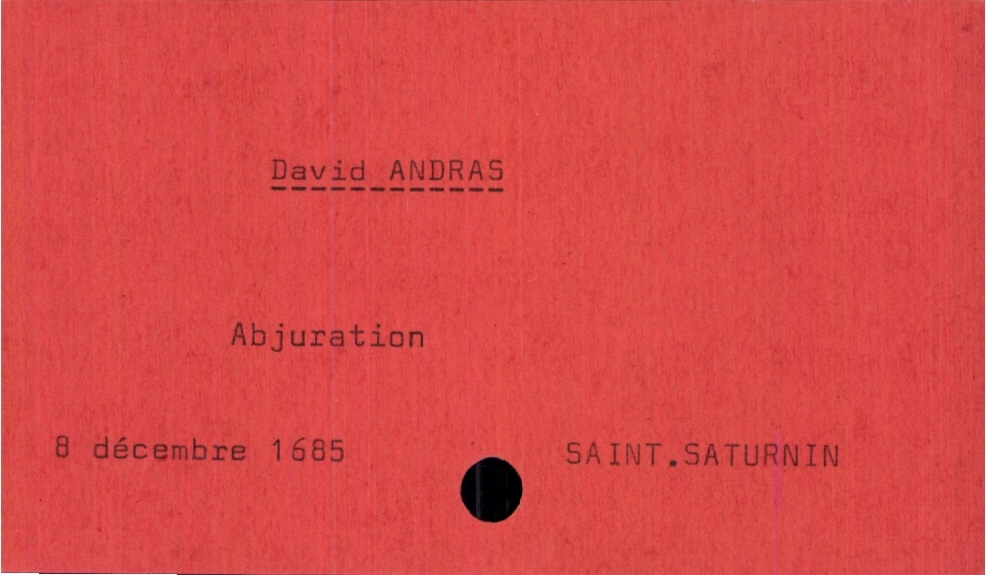 David ANDRAS
Abjuration
8 décembre 1685 SAINT.SATURNIN